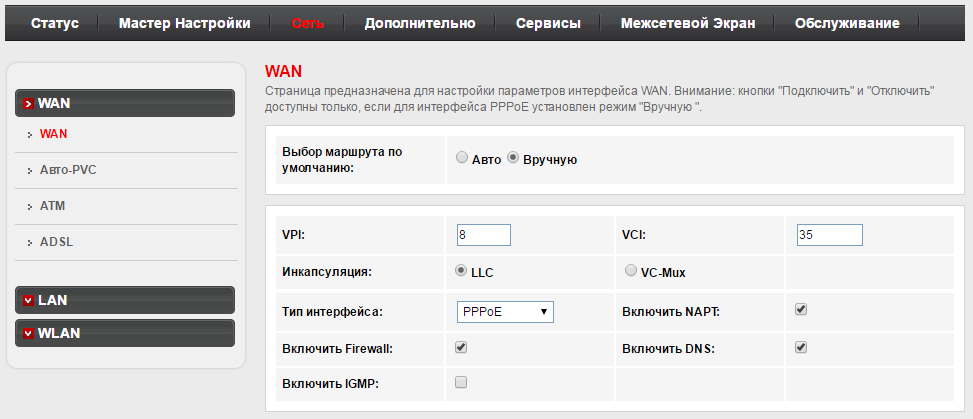 Статус Мастер Настройки Сеть Дополнительно Сервисы Межсетевой Экран Обслуживание
WAN
WAN
Авто-PVC
ATM
ADSL
LAN
WLAN
WAN
Страница предназначена для настройки параметров интерфейса WAN. Внимание: кнопки "Подключить" и "Отключить"
доступны только, если для интерфейса PPPoE установлен режим "Вручную ".
Выбор маршрута по
умолчанию:
Авто Вручную
VPI: 8 VCI: 35
Инкапсуляция: LLC VC-Mux
Тип интерфейса: PPPoE Включить NAPT:
Включить Firewall: Включить DNS:
Включить IGMP: